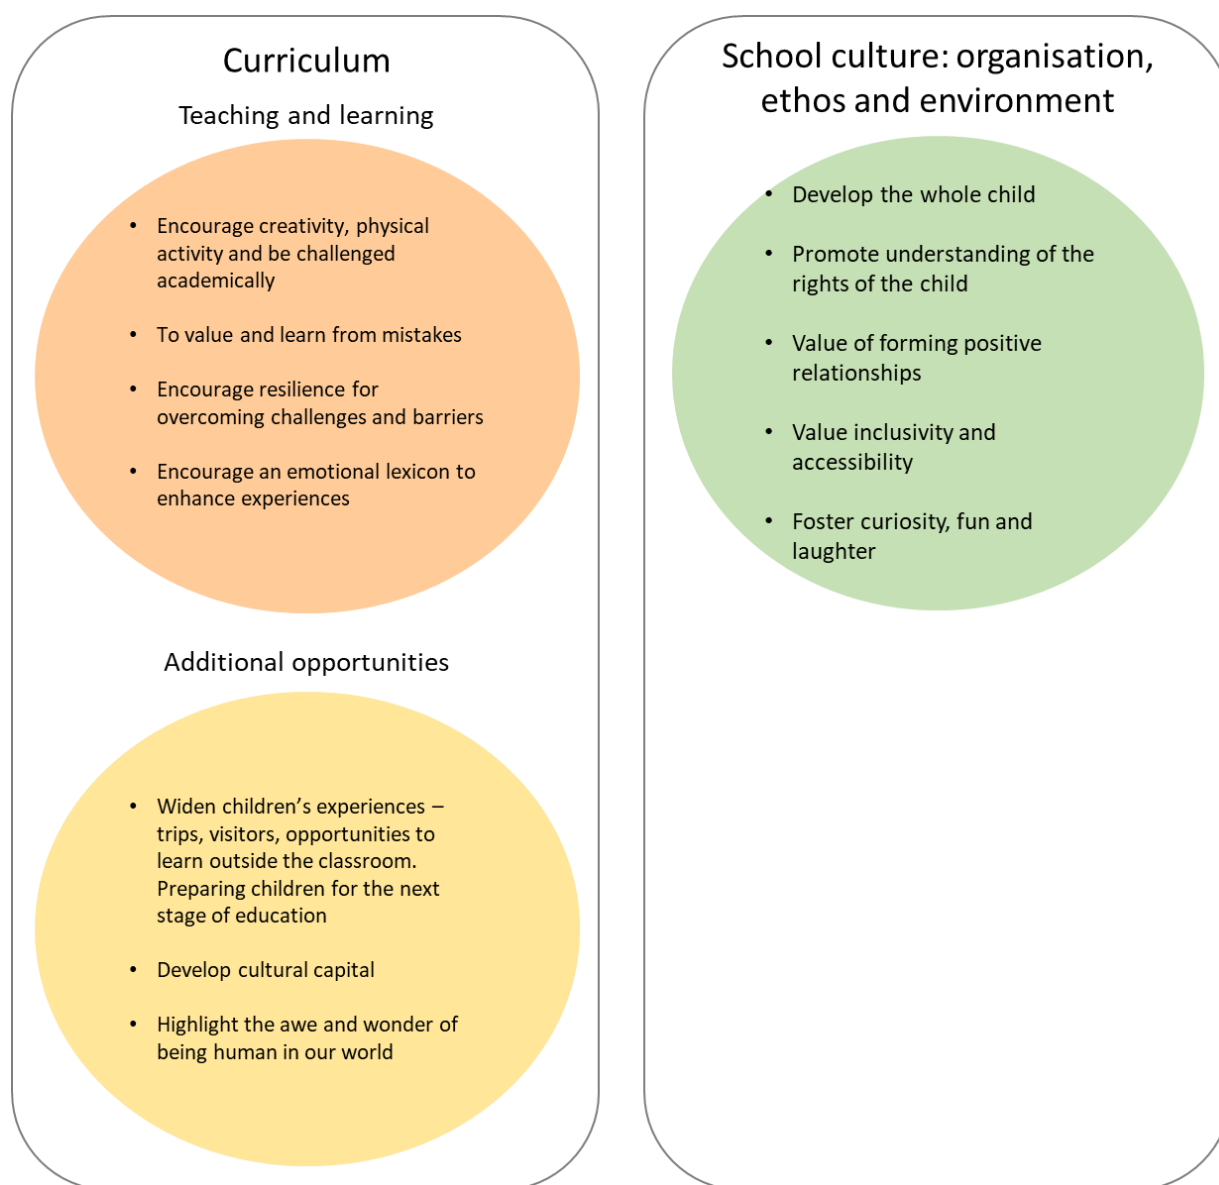 Curriculum
Teaching and learning
• Encourage creativity, physical
activity and be challenged
academically
• To value and learn from mistakes
• Encourage resilience for
overcoming challenges and barriers
• Encourage an emotional lexicon to
enhance experiences
Additional opportunities
• Widen children’s experiences –
trips, visitors, opportunities to
learn outside the classroom.
Preparing children for the next
stage of education
• Develop cultural capital
• Highlight the awe and wonder of
being human in our world
School culture: organisation,
ethos and environment
• Develop the whole child
• Promote understanding of the
rights of the child
• Value of forming positive
relationships
• Value inclusivity and
accessibility
• Foster curiosity, fun and
laughter